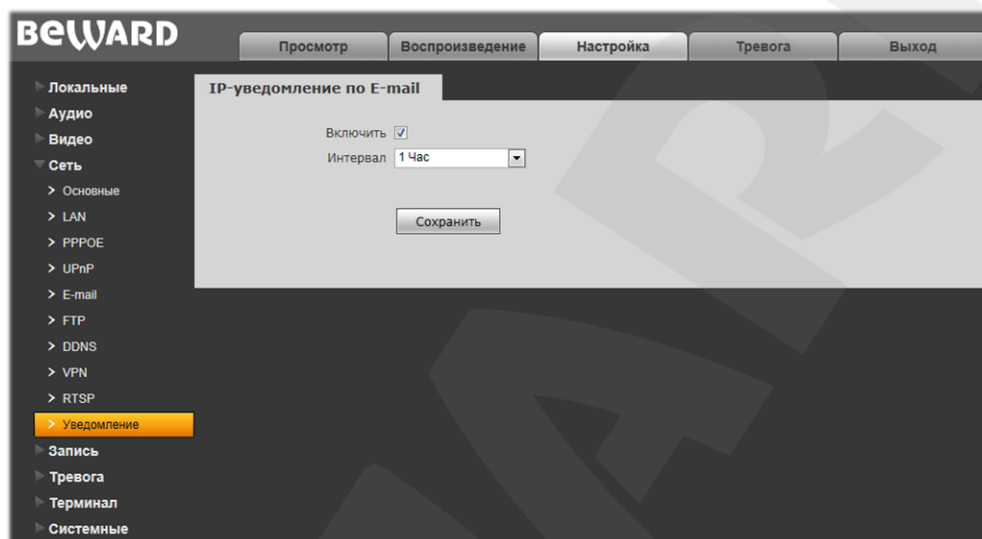 BEWARD
Просмотр Воспроизведение Настройка Тревога Выход
Локальные
Аудио
Видео
Сеть
Основные
LAN
PPPOE
UPnP
E-mail
FTP
DDNS
VPN
RTSP
Уведомление
Запись
Тревога
Терминал
Системные
IP-уведомление по E-mail
Включить
Интервал 1 Час
Сохранить